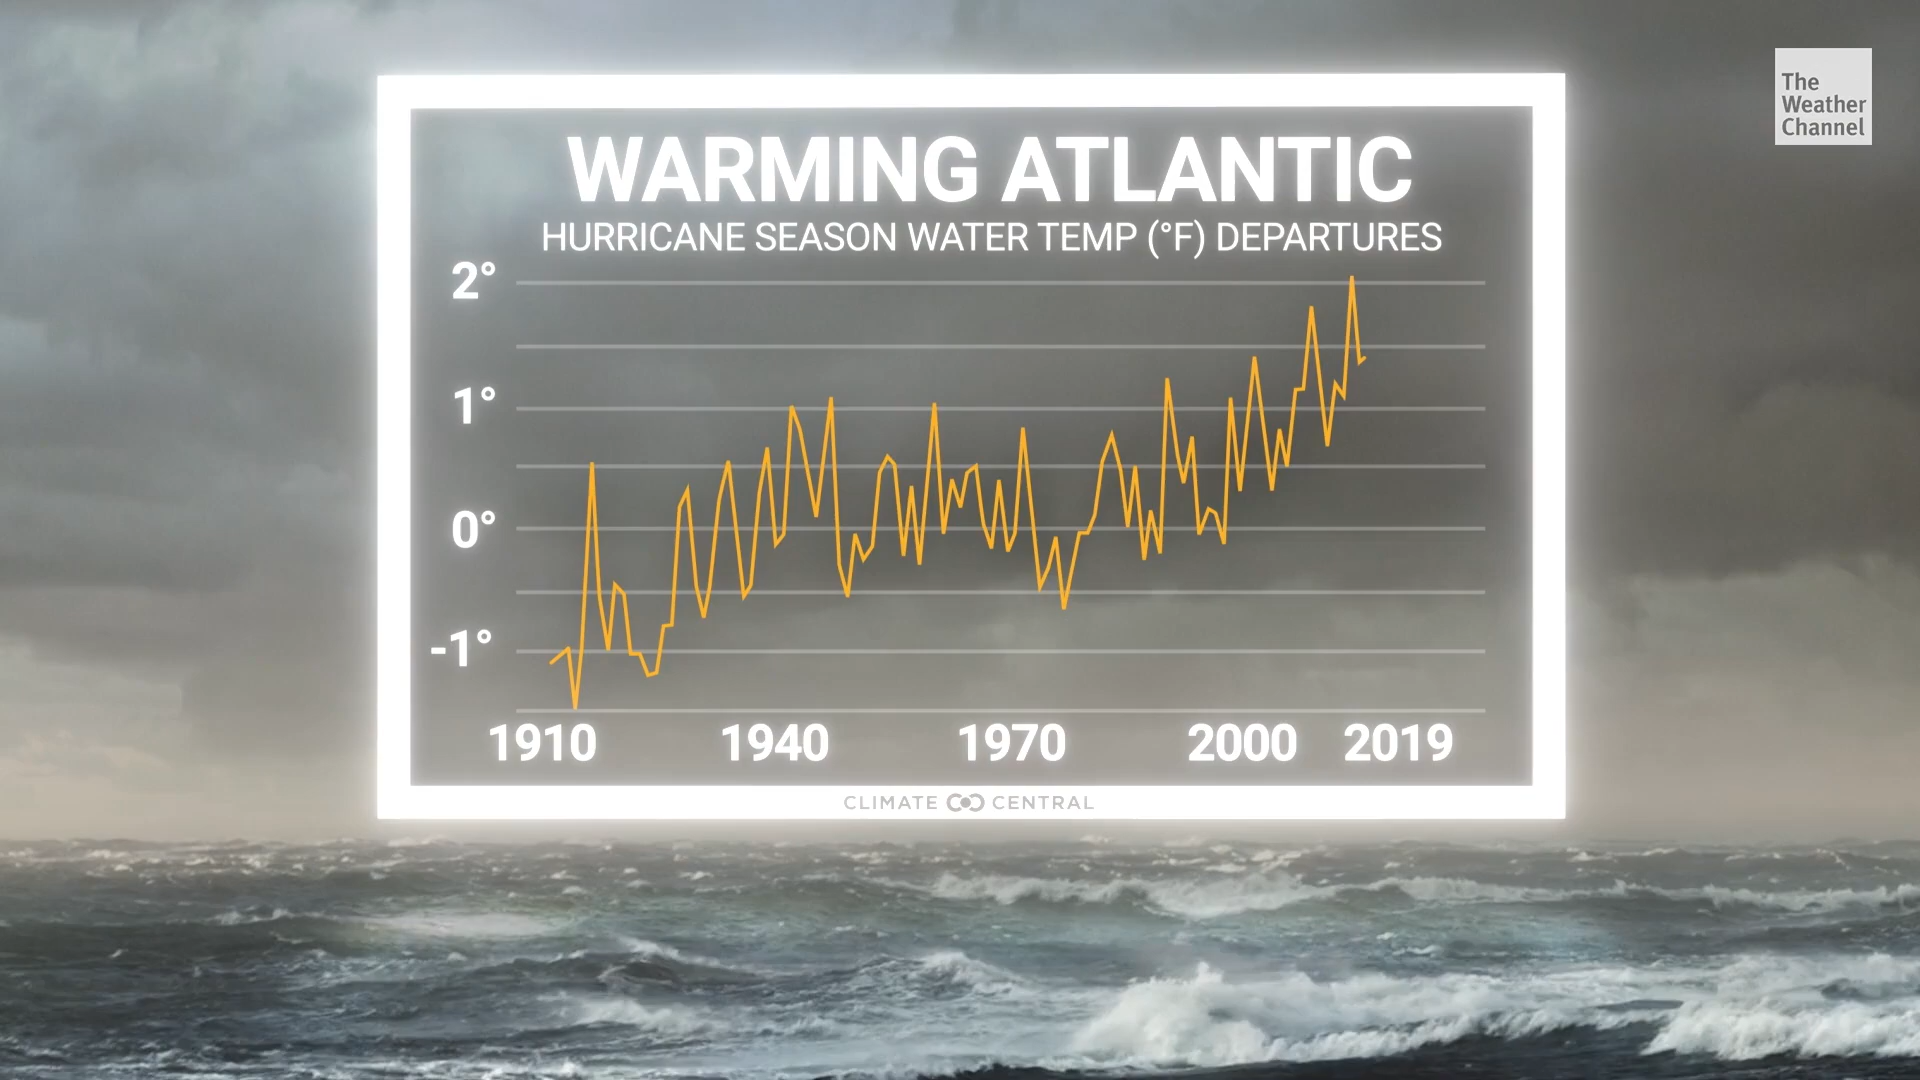 The
Weather
Channel
WARMING ATLANTIC
HURRICANE SEASON WATER TEMP (°F) DEPARTURES
2°
1°
0°
-1°
1910 1940 1970 2000 2019
CLIMATE CENTRAL